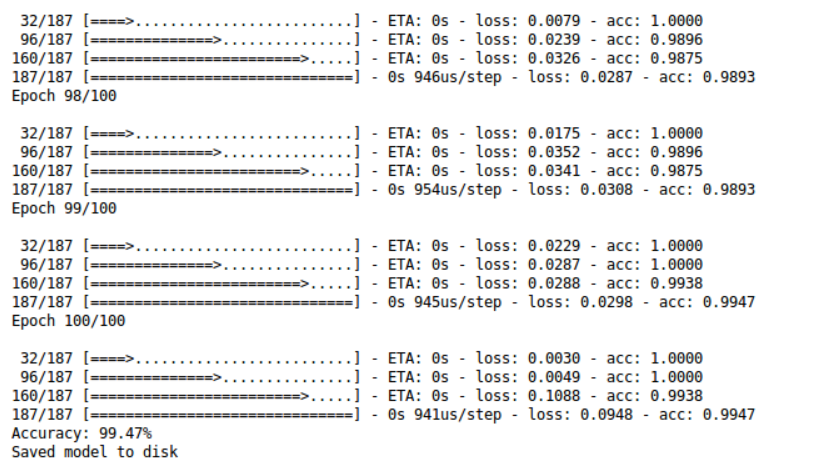 32/187 [====>.........................] - ETA: 0s - loss: 0.0079 - acc: 1.0000
96/187 [==============>...............] - ETA: 0s - loss: 0.0239 - acc: 0.9896
160/187 [========================>.....] - ETA: 0s - loss: 0.0326 - acc: 0.9875
187/187 [==============================] - 0s 946us/step - loss: 0.0287 - acc: 0.9893
Epoch 98/100
32/187 [====>.........................] - ETA: 0s - loss: 0.0175 - acc: 1.0000
96/187 [==============>...............] - ETA: 0s - loss: 0.0352 - acc: 0.9896
160/187 [========================>.....] - ETA: 0s - loss: 0.0341 - acc: 0.9875
187/187 [==============================] - 0s 954us/step - loss: 0.0308 - acc: 0.9893
Epoch 99/100
32/187 [====>.........................] - ETA: 0s - loss: 0.0229 - acc: 1.0000
96/187 [==============>...............] - ETA: 0s - loss: 0.0287 - acc: 1.0000
160/187 [========================>.....] - ETA: 0s - loss: 0.0288 - acc: 0.9938
187/187 [==============================] - 0s 945us/step - loss: 0.0298 - acc: 0.9947
Epoch 100/100
32/187 [====>.........................] - ETA: 0s - loss: 0.0030 - acc: 1.0000
96/187 [==============>...............] - ETA: 0s - loss: 0.0049 - acc: 1.0000
160/187 [========================>.....] - ETA: 0s - loss: 0.1088 - acc: 0.9938
187/187 [==============================] - 0s 941us/step - loss: 0.0948 - acc: 0.9947
Accuracy: 99.47%
Saved model to disk